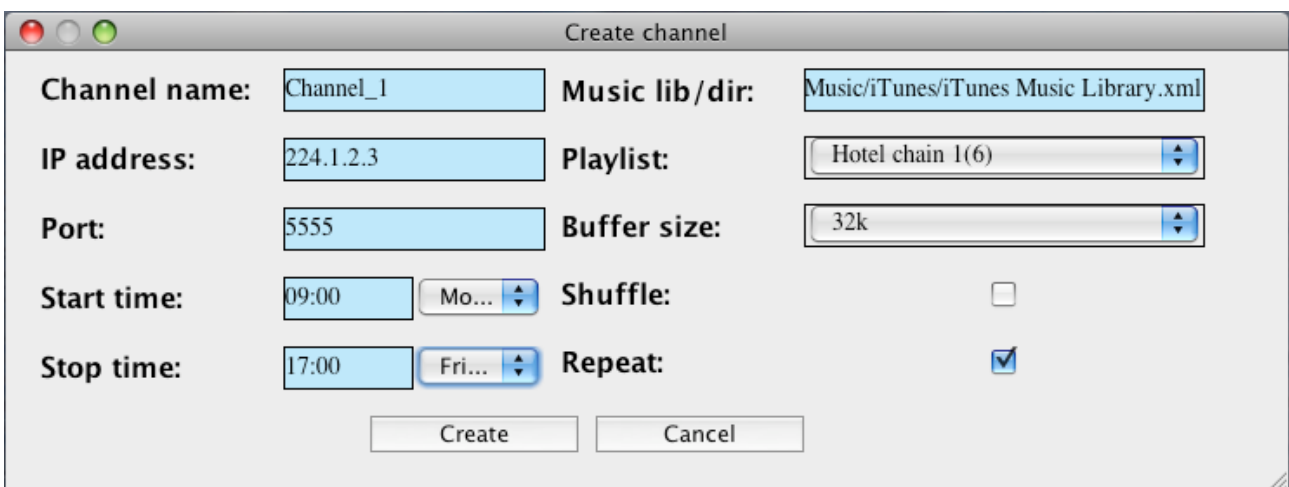 Create channel
Channel name: Channel_1 Music lib/dir: Music/iTunes/iTunes Music Library.xml
IP address: 224.1.2.3 Playlist: Hotel chain 1(6)
Port: 5555 Buffer size: 32k
Start time: 09:00 Mo... Shuffle:
Stop time: 17:00 Fri... Repeat:
Create Cancel